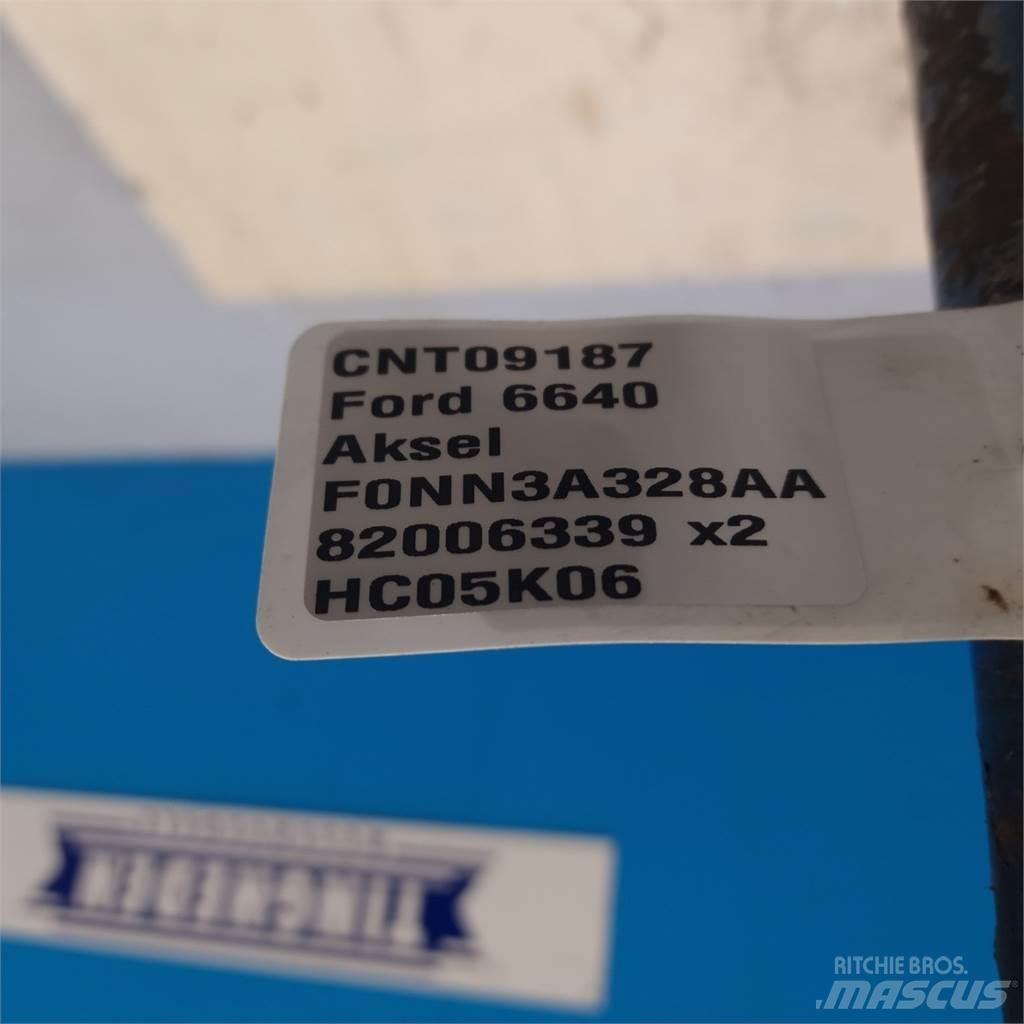 CNT09187
Ford 6640
Aksel
F0NN3A328AA
82006339 x2
HC05K06
RITCHIE BROS.
MASCUS